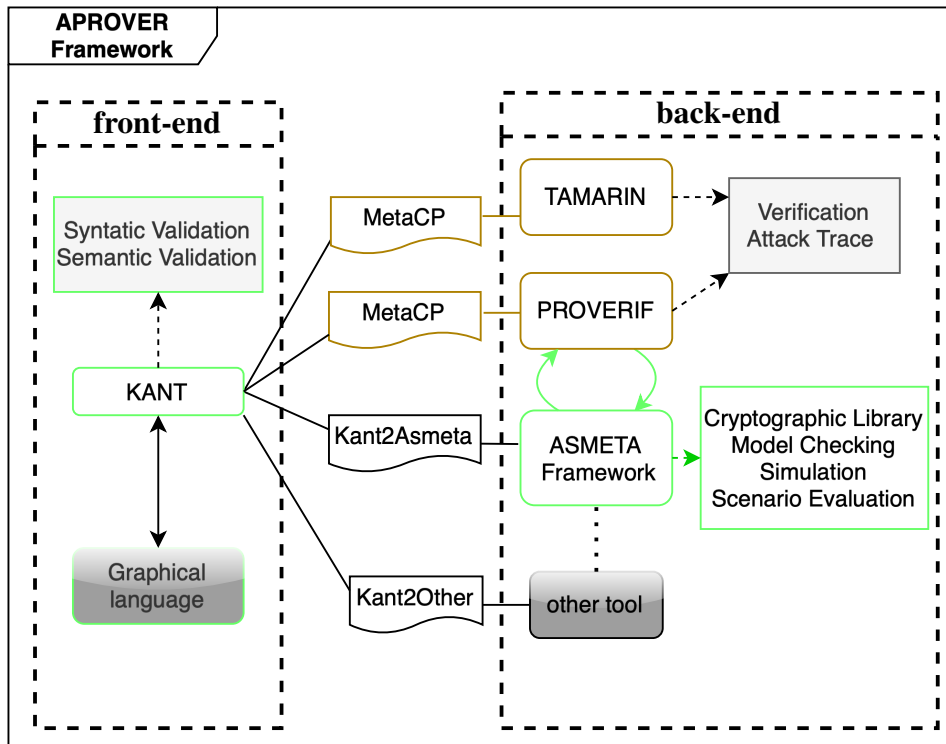 APROVER
Framework
front-end
back-end
Syntatic Validation
Semantic Validation
KANT
Graphical
language
MetaCP
MetaCP
Kant2Asmeta
Kant2Other
TAMARIN
PROVERIF
ASMETA
Framework
other tool
Verification
Attack Trace
Cryptographic Library
Model Checking
Simulation
Scenario Evaluation